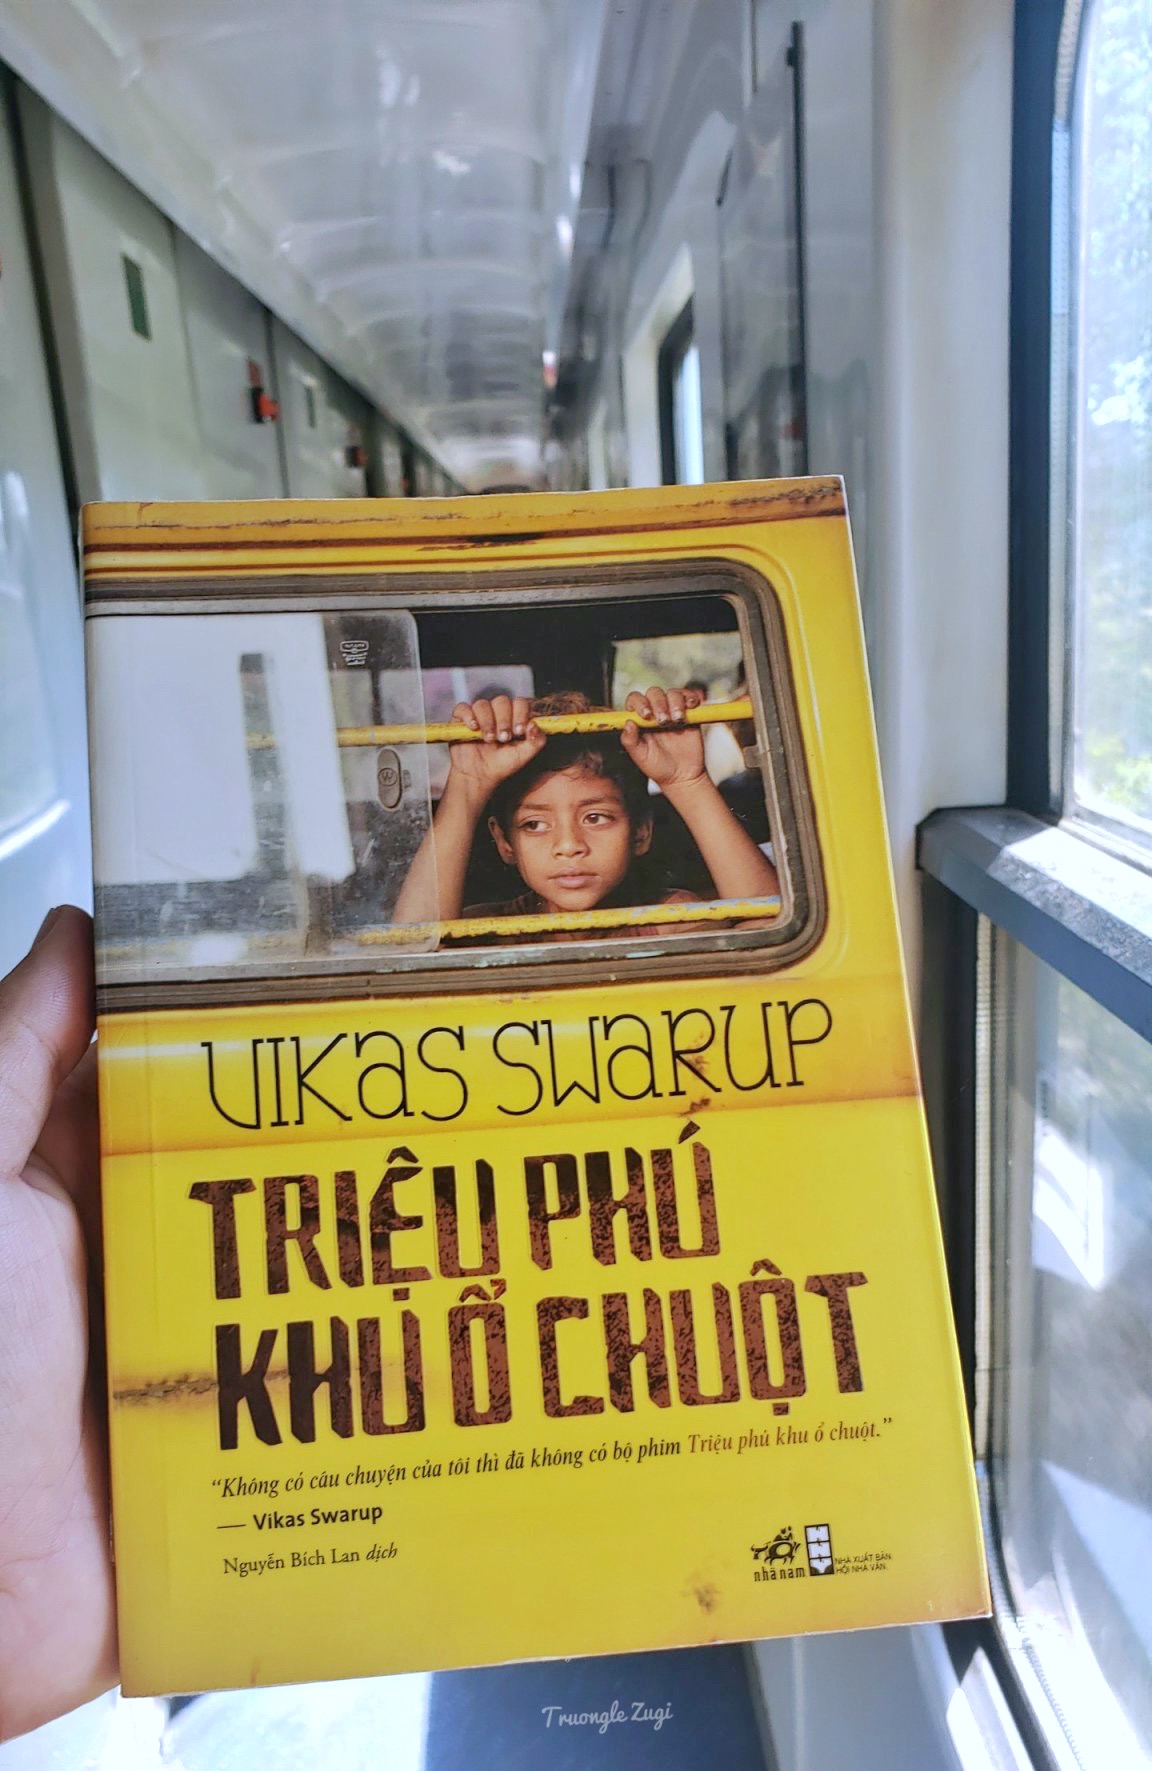 VIKAS SWARUP
TRIỆU PHÚ
KHU Ổ CHUỘT
“Không có câu chuyện của tôi thì đã không có bộ phim Triệu phú khu ổ chuột.”
— Vikas Swarup
Nguyễn Bích Lan dịch
nhã nam
HNV
NHÀ XUẤT BẢN
HỘI NHÀ VĂN
Truongle Zugi